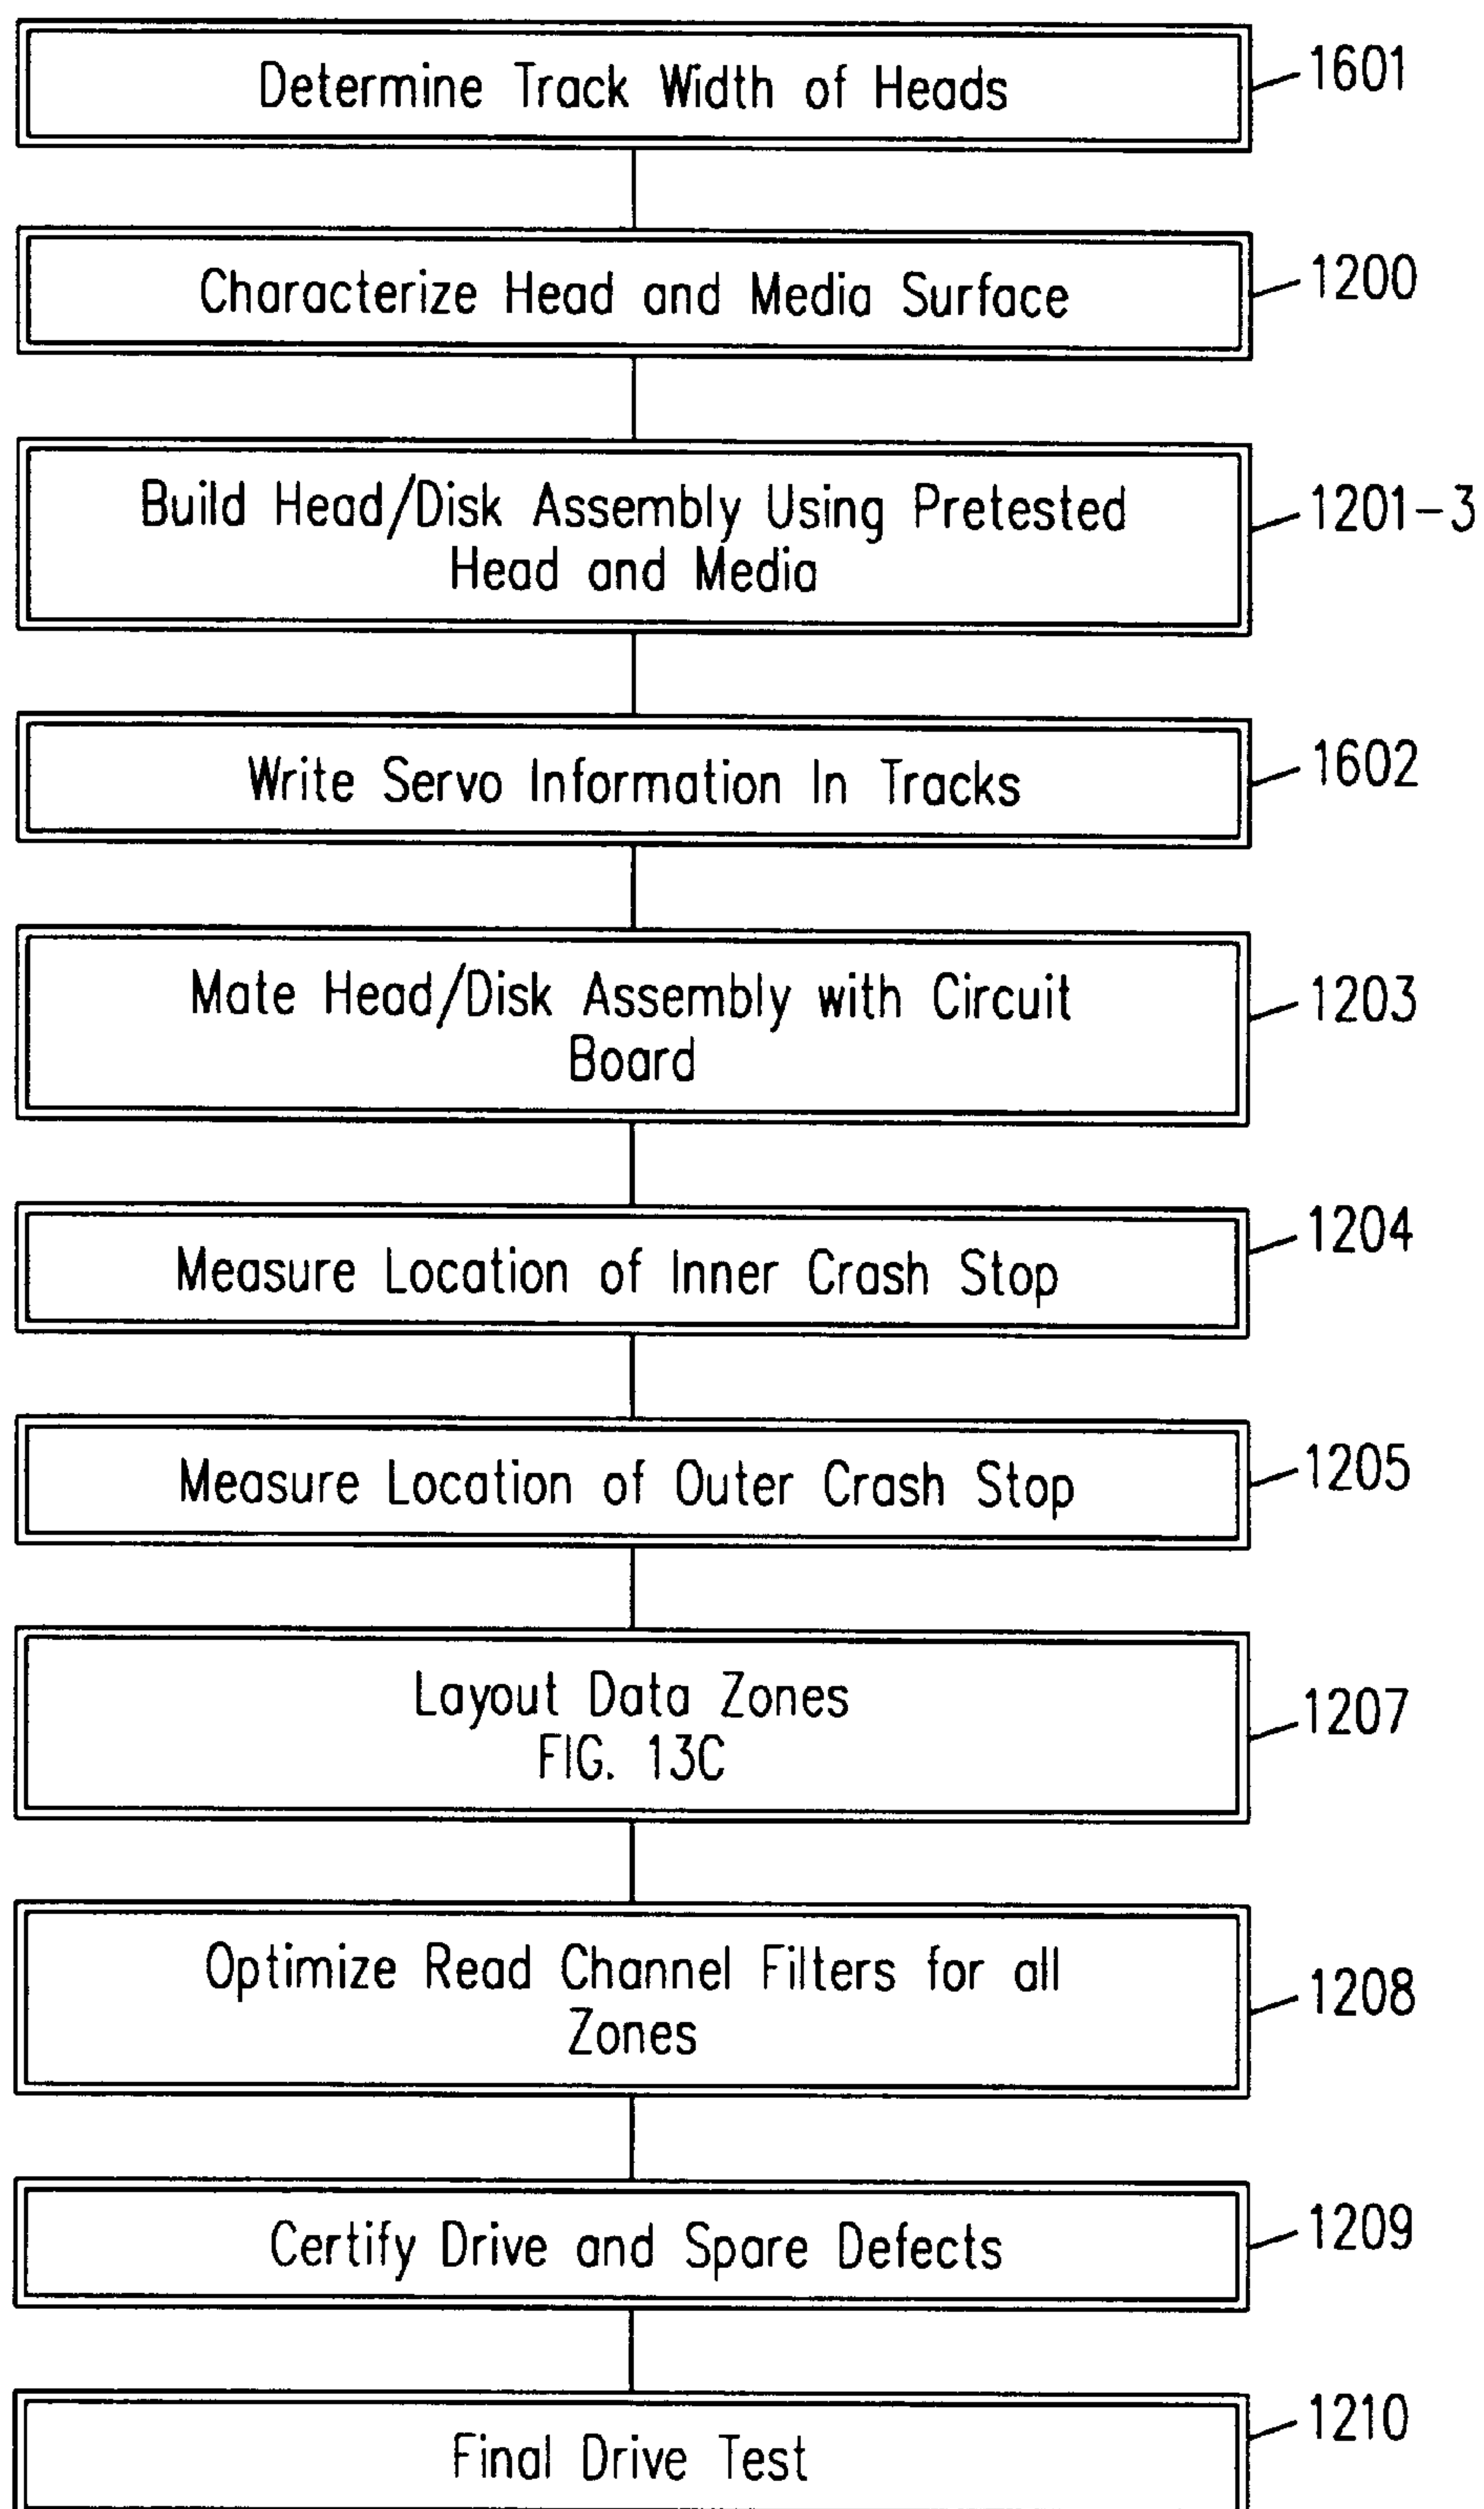 Determine Track Width of Heads
1601
Characterize Head and Media Surface
1200
Build Head/Disk Assembly Using Pretested
Head and Media
1201-3
Write Servo Information In Tracks
1602
Mate Head/Disk Assembly with Circuit
Board
1203
Measure Location of Inner Crash Stop
1204
Measure Location of Outer Crash Stop
1205
Layout Data Zones
FIG. 13C
1207
Optimize Read Channel Filters for all
Zones
1208
Certify Drive and Spare Defects
1209
Final Drive Test
1210